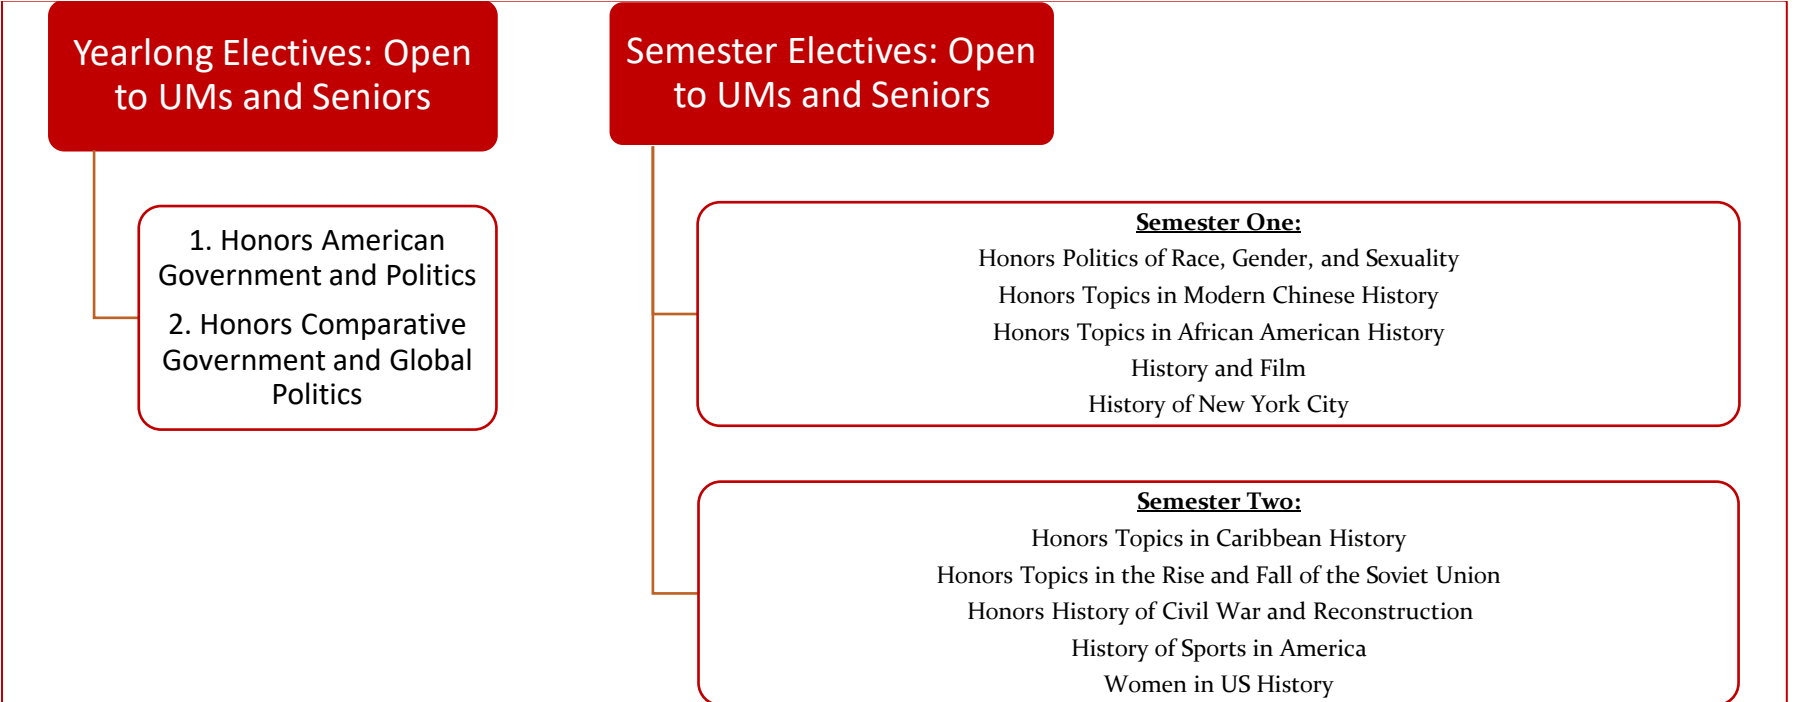 Yearlong Electives: Open
to UMs and Seniors
1. Honors American
Government and Politics
2. Honors Comparative
Government and Global
Politics
Semester Electives: Open
to UMs and Seniors
Semester One:
Honors Politics of Race, Gender, and Sexuality
Honors Topics in Modern Chinese History
Honors Topics in African American History
History and Film
History of New York City
Semester Two:
Honors Topics in Caribbean History
Honors Topics in the Rise and Fall of the Soviet Union
Honors History of Civil War and Reconstruction
History of Sports in America
Women in US History